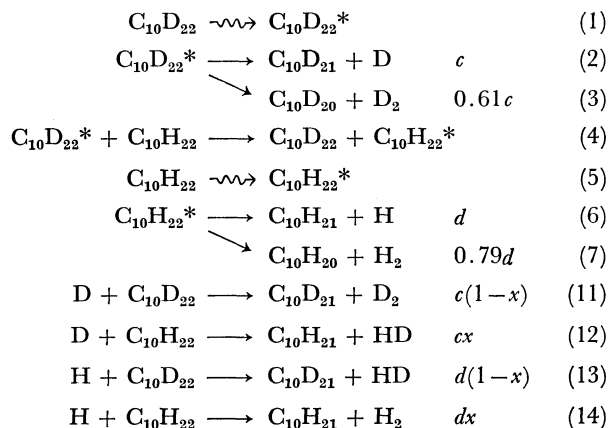 C₁₀D₂₂ ⇝ C₁₀D₂₂* (1)
C₁₀D₂₂* ⟶ C₁₀D₂₁ + D c (2)
↘ C₁₀D₂₀ + D₂ 0.61c (3)
C₁₀D₂₂* + C₁₀H₂₂ ⟶ C₁₀D₂₂ + C₁₀H₂₂* (4)
C₁₀H₂₂ ⇝ C₁₀H₂₂* (5)
C₁₀H₂₂* ⟶ C₁₀H₂₁ + H d (6)
↘ C₁₀H₂₀ + H₂ 0.79d (7)
D + C₁₀D₂₂ ⟶ C₁₀D₂₁ + D₂ c(1−x) (11)
D + C₁₀H₂₂ ⟶ C₁₀H₂₁ + HD cx (12)
H + C₁₀D₂₂ ⟶ C₁₀D₂₁ + HD d(1−x) (13)
H + C₁₀H₂₂ ⟶ C₁₀H₂₁ + H₂ dx (14)